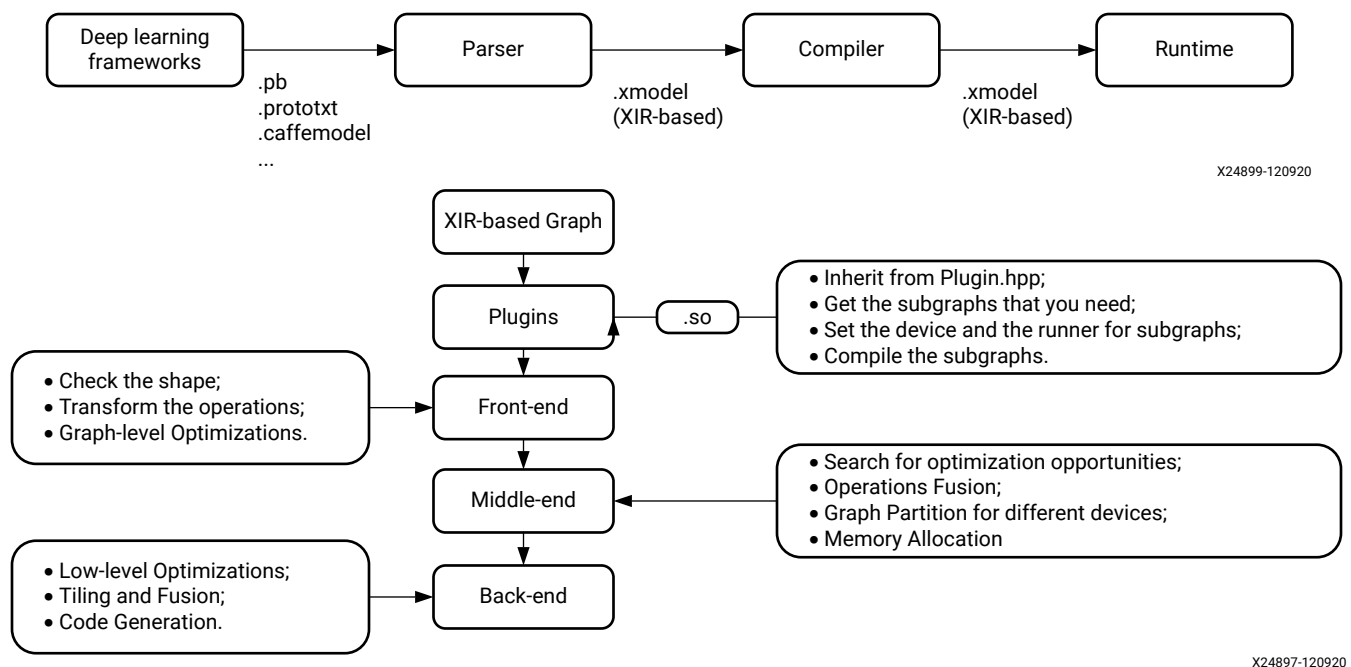 Deep learning
frameworks
Parser
Compiler
Runtime
.pb
.prototxt
.caffemodel
...
.xmodel
(XIR-based)
.xmodel
(XIR-based)
X24899-120920
XIR-based Graph
Plugins
.so
• Inherit from Plugin.hpp;
• Get the subgraphs that you need;
• Set the device and the runner for subgraphs;
• Compile the subgraphs.
• Check the shape;
• Transform the operations;
• Graph-level Optimizations.
Front-end
Middle-end
• Search for optimization opportunities;
• Operations Fusion;
• Graph Partition for different devices;
• Memory Allocation
• Low-level Optimizations;
• Tiling and Fusion;
• Code Generation.
Back-end
X24897-120920